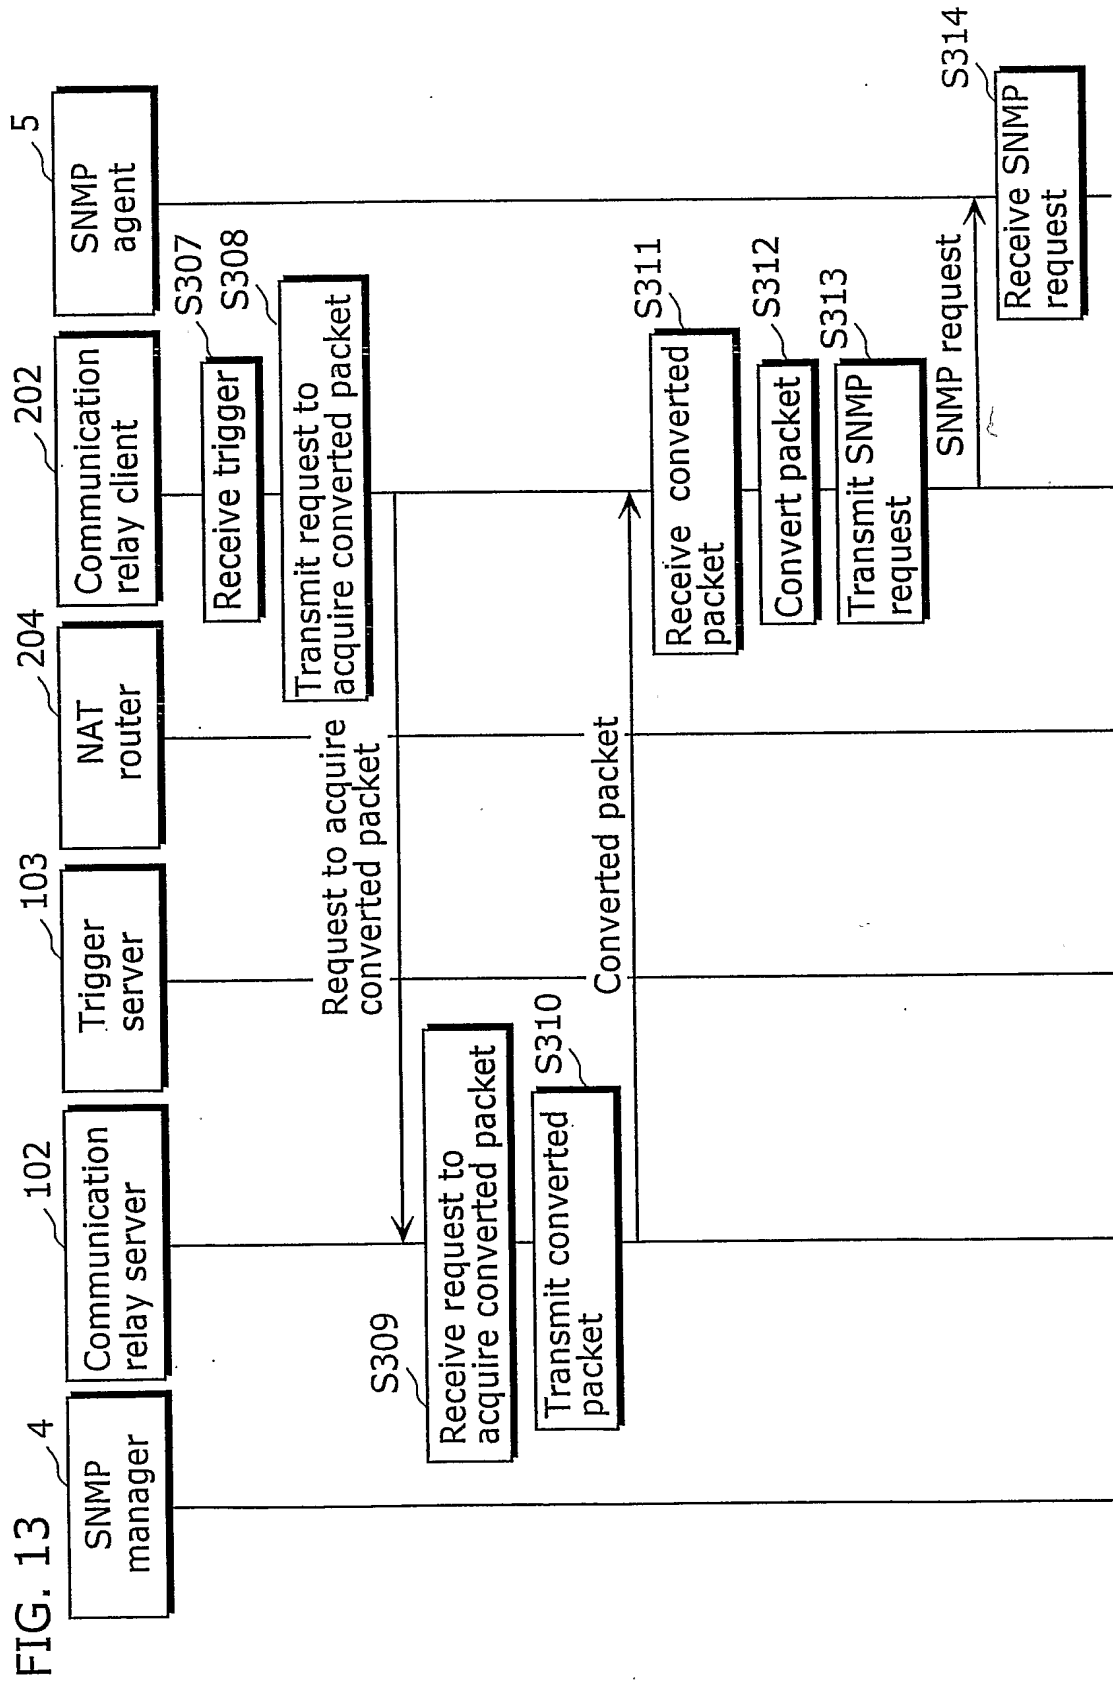 FIG. 13
4
SNMP
manager
102
Communication
relay server
103
Trigger
server
204
NAT
router
202
Communication
relay client
5
SNMP
agent
S307
Receive trigger
S308
Transmit request to
acquire converted packet
Request to acquire
converted packet
S309
Receive request to
acquire converted packet
S310
Transmit converted
packet
Converted packet
S311
Receive converted
packet
S312
Convert packet
S313
Transmit SNMP
request
SNMP request
S314
Receive SNMP
request